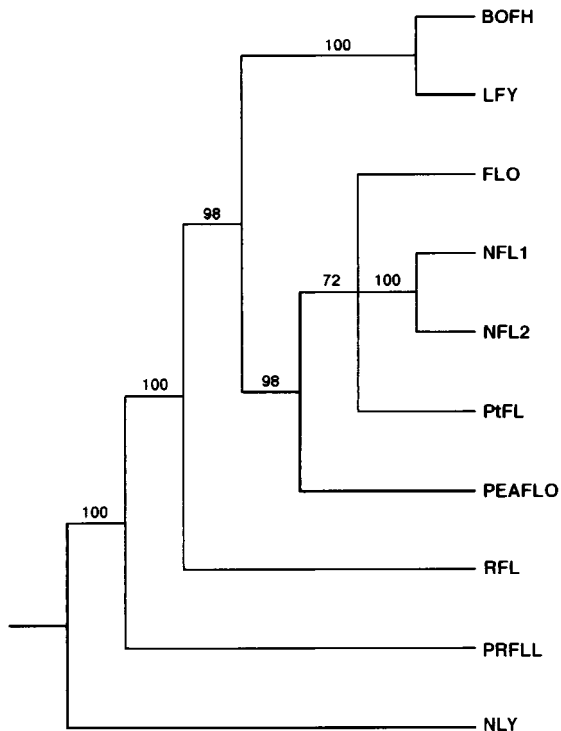 BOFH
100
LFY
FLO
98
NFL1
72 100
NFL2
98
100
PtFL
PEAFLO
100
RFL
PRFLL
NLY